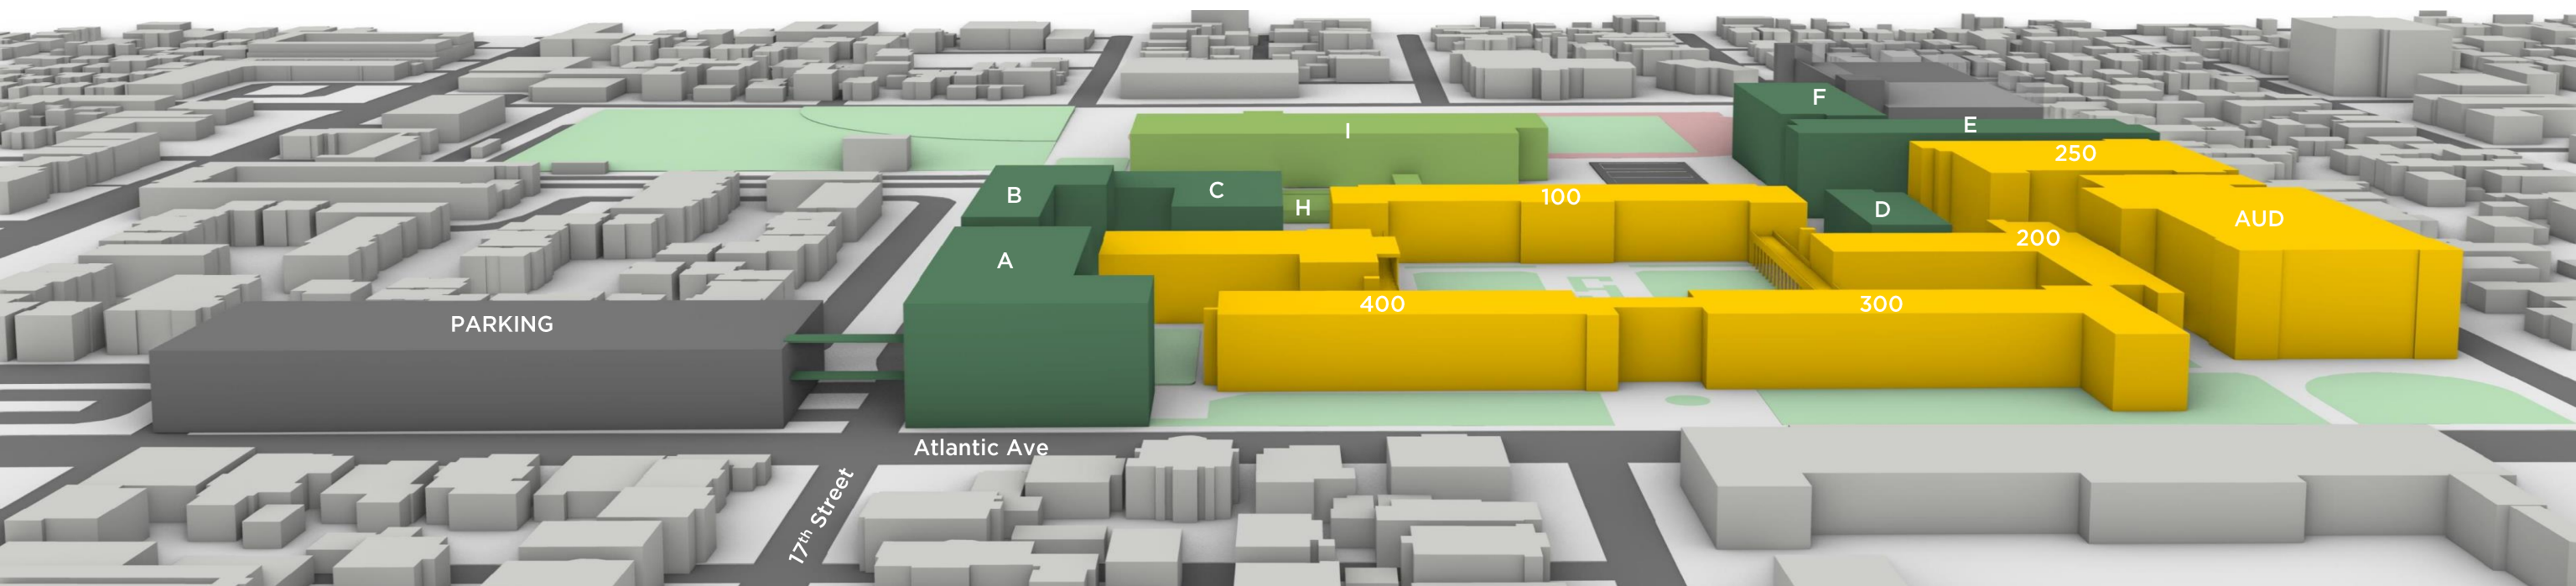 F
E
I
250
B
C
100
H
D
AUD
200
A
400
300
PARKING
Atlantic Ave
17th Street